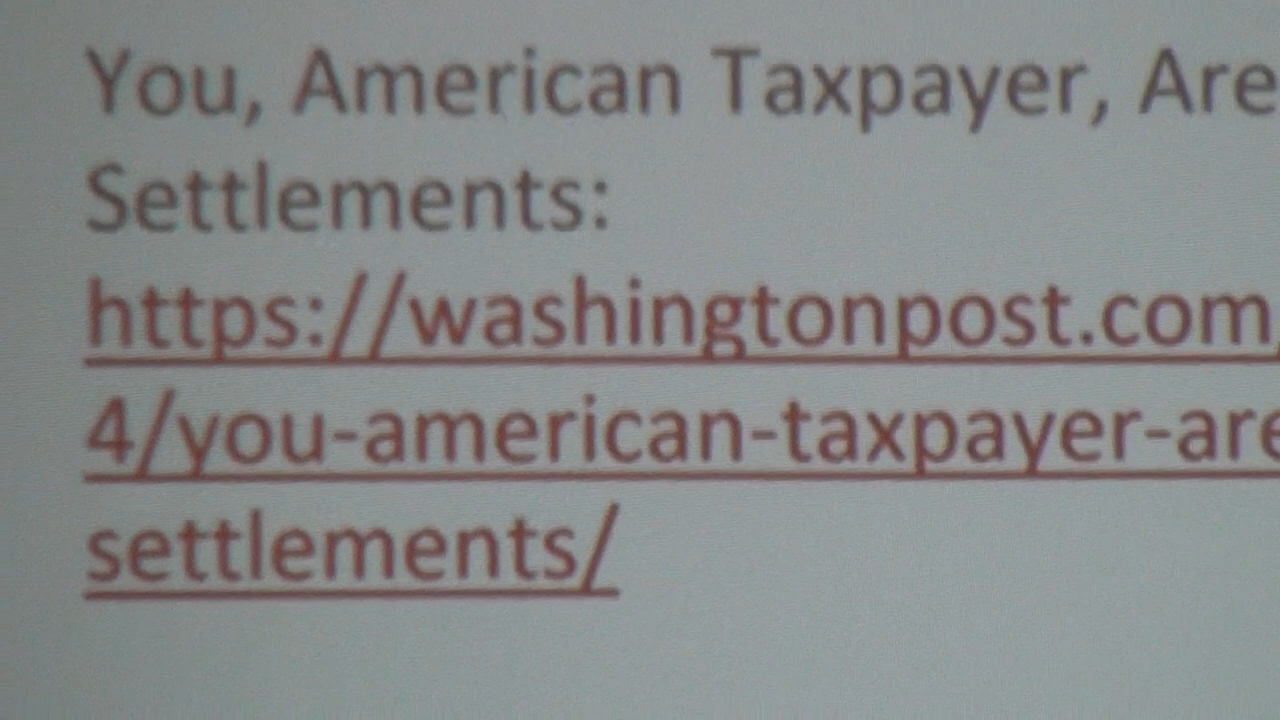 You, American Taxpayer, Are
Settlements:
https://washingtonpost.com
4/you-american-taxpayer-are
settlements/